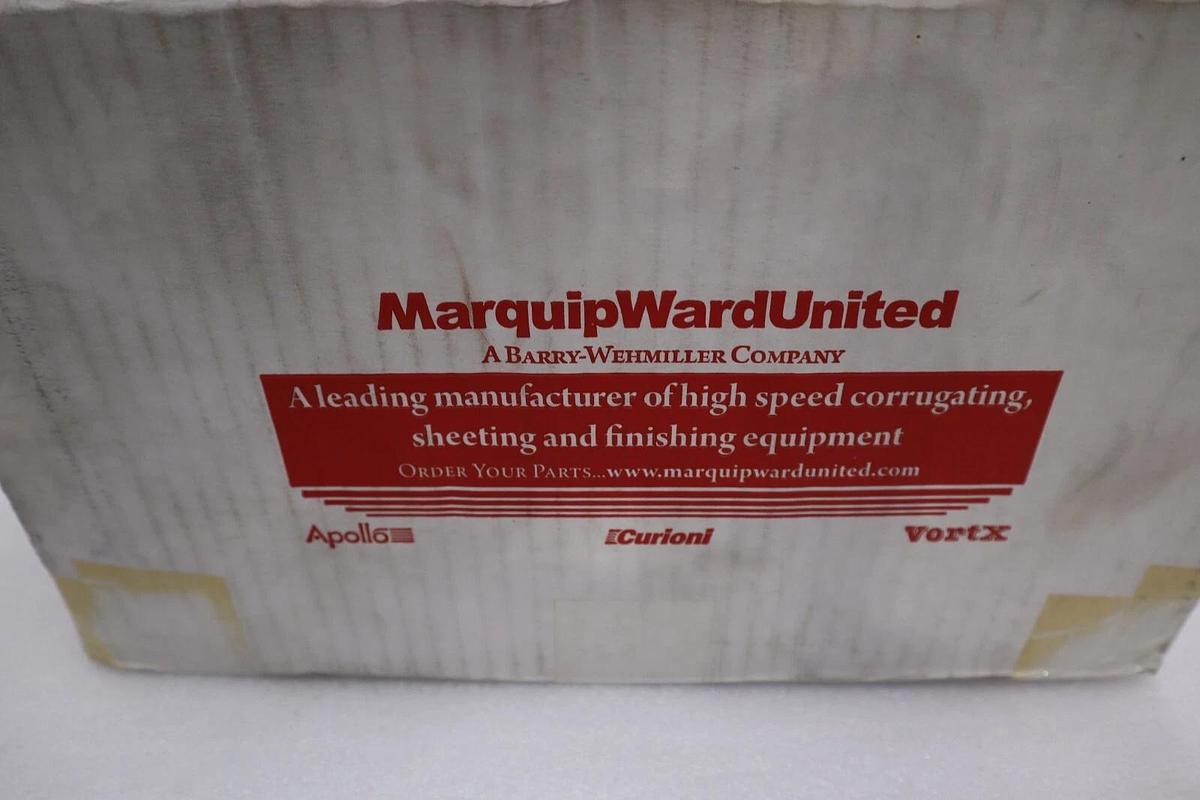 MarquipWardUnited
A BARRY-WEHMILLER COMPANY
A leading manufacturer of high speed corrugating,
sheeting and finishing equipment
ORDER YOUR PARTS...www.marquipwardunited.com
Apollo Curioni VortX